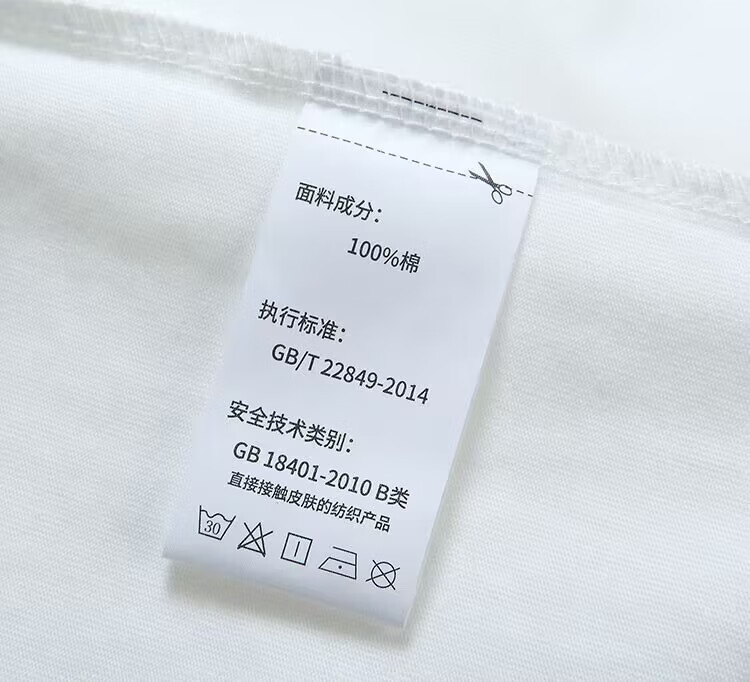 面料成分：
100%棉
执行标准：
GB/T 22849-2014
安全技术类别：
GB 18401-2010 B类
直接接触皮肤的纺织产品
30